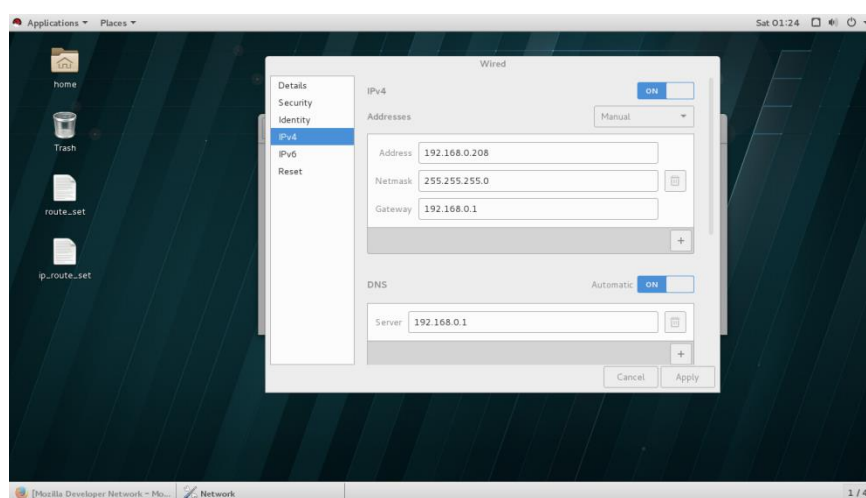 Applications Places Sat 01:24
Wired
home
Trash
route_set
ip_route_set
Details
Security
Identity
IPv4
IPv6
Reset
IPv4 ON
Addresses Manual
Address 192.168.0.208
Netmask 255.255.255.0
Gateway 192.168.0.1
+
DNS Automatic ON
Server 192.168.0.1
+
Cancel Apply
[Mozilla Developer Network - Mo... Network 1 / 4